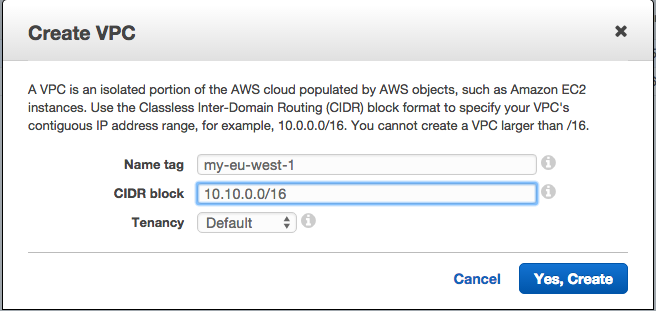 Create VPC
A VPC is an isolated portion of the AWS cloud populated by AWS objects, such as Amazon EC2
instances. Use the Classless Inter-Domain Routing (CIDR) block format to specify your VPC's
contiguous IP address range, for example, 10.0.0.0/16. You cannot create a VPC larger than /16.
Name tag my-eu-west-1
CIDR block 10.10.0.0/16
Tenancy Default
Cancel Yes, Create